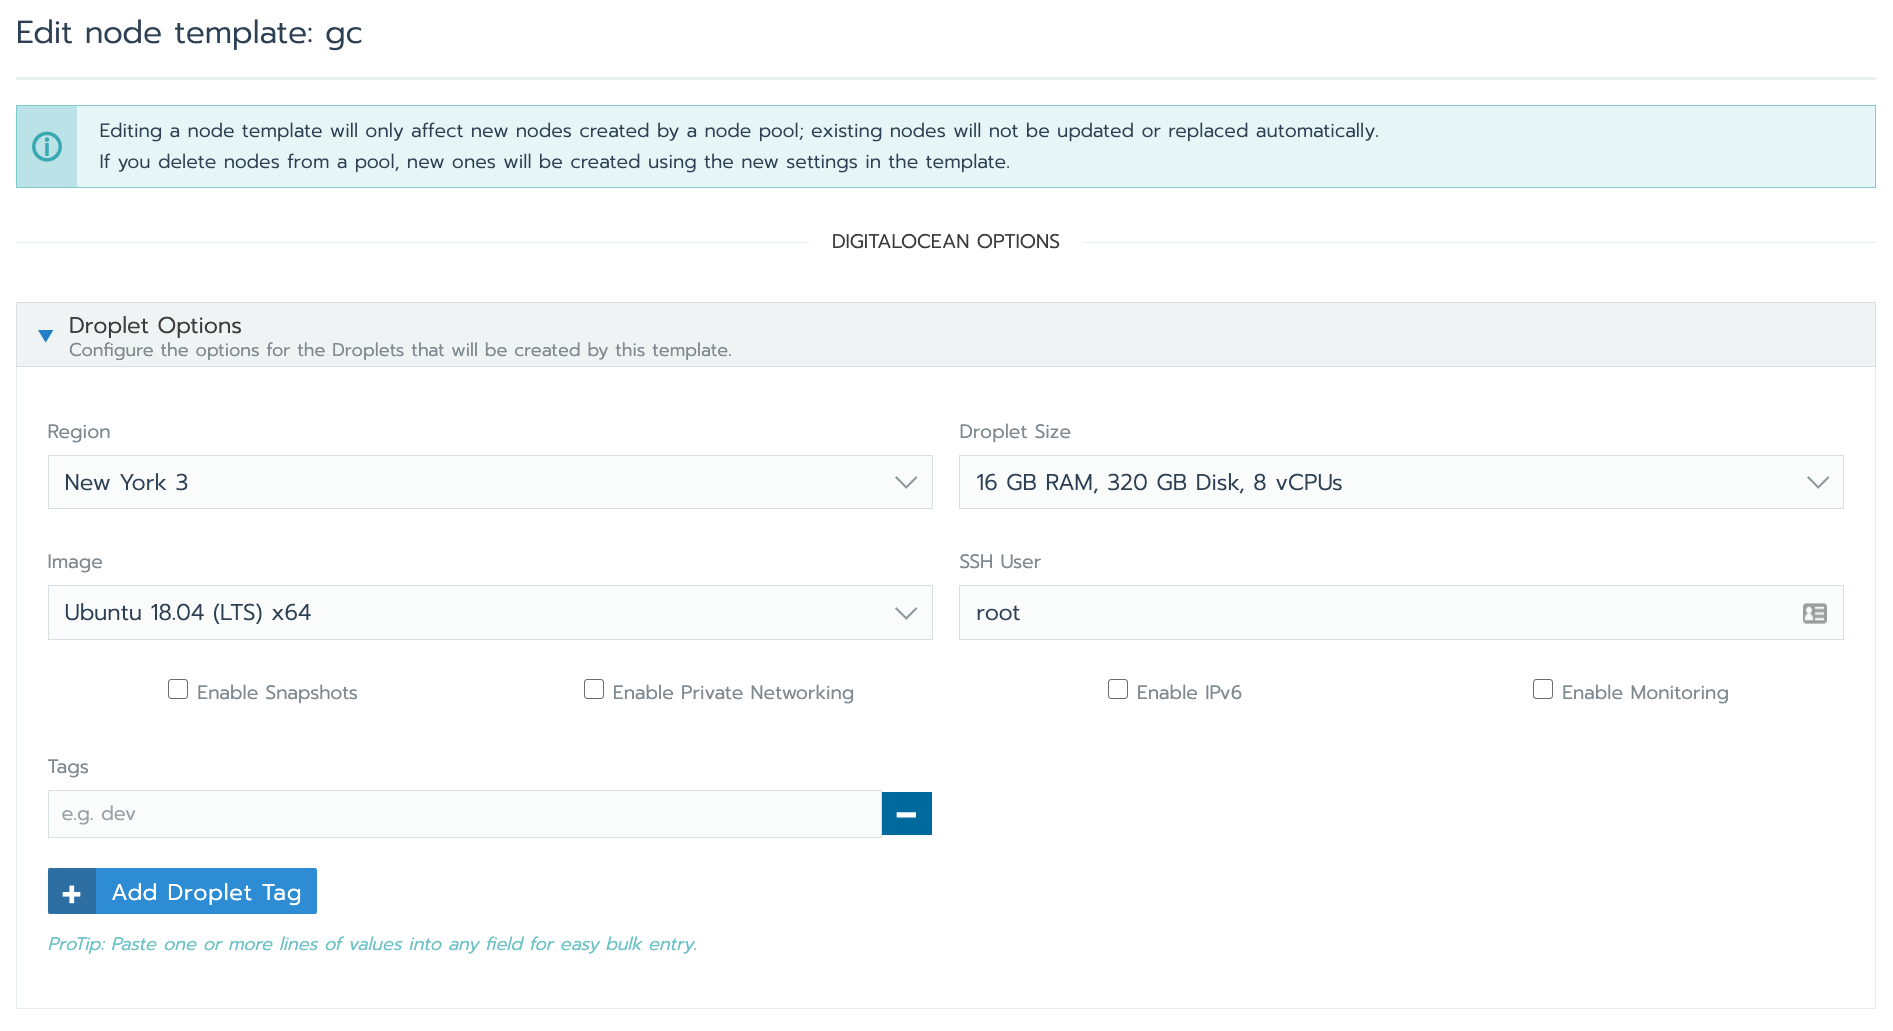 Edit node template: gc
Editing a node template will only affect new nodes created by a node pool; existing nodes will not be updated or replaced automatically.
If you delete nodes from a pool, new ones will be created using the new settings in the template.
DIGITALOCEAN OPTIONS
Droplet Options
Configure the options for the Droplets that will be created by this template.
Region
Droplet Size
New York 3
16 GB RAM, 320 GB Disk, 8 vCPUs
Image
SSH User
Ubuntu 18.04 (LTS) x64
root
Enable Snapshots
Enable Private Networking
Enable IPv6
Enable Monitoring
Tags
e.g. dev
Add Droplet Tag
ProTip: Paste one or more lines of values into any field for easy bulk entry.